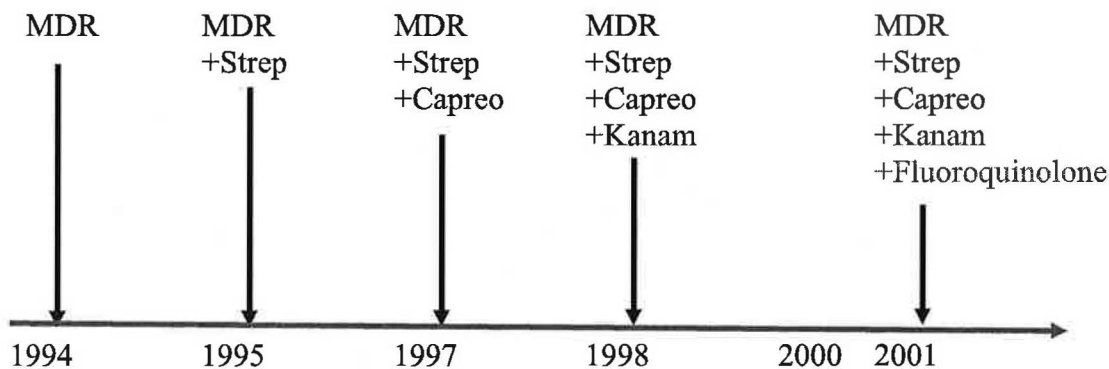 MDR
MDR
+Strep
MDR
+Strep
+Capreo
MDR
+Strep
+Capreo
+Kanam
MDR
+Strep
+Capreo
+Kanam
+Fluoroquinolone
1994
1995
1997
1998
2000
2001